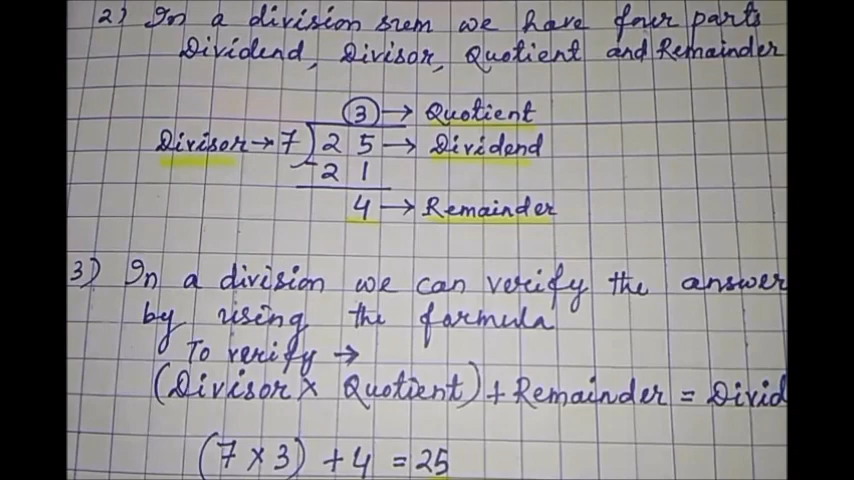 2) In a division srem we have four parts
Dividend, Divisor, Quotient and Remainder
3 → Quotient
Divisor → 7 ) 2 5 → Dividend
- 2 1
4 → Remainder
3) In a division we can verify the answer
by using the formula
To verify →
(Divisor × Quotient) + Remainder = Divid
(7 × 3) + 4 = 25